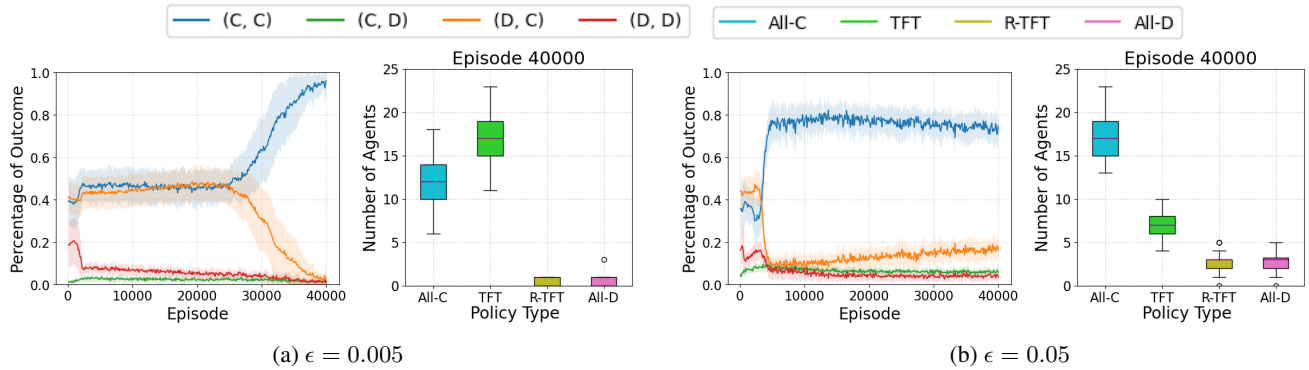 (C, C) (C, D) (D, C) (D, D)
All-C TFT R-TFT All-D
Percentage of Outcome
1.0
0.8
0.6
0.4
0.2
0.0
0 10000 20000 30000 40000
Episode
Episode 40000
Number of Agents
25
20
15
10
5
0
All-C TFT R-TFT All-D
Policy Type
(a) ϵ = 0.005
Percentage of Outcome
1.0
0.8
0.6
0.4
0.2
0.0
0 10000 20000 30000 40000
Episode
Episode 40000
Number of Agents
25
20
15
10
5
0
All-C TFT R-TFT All-D
Policy Type
(b) ϵ = 0.05